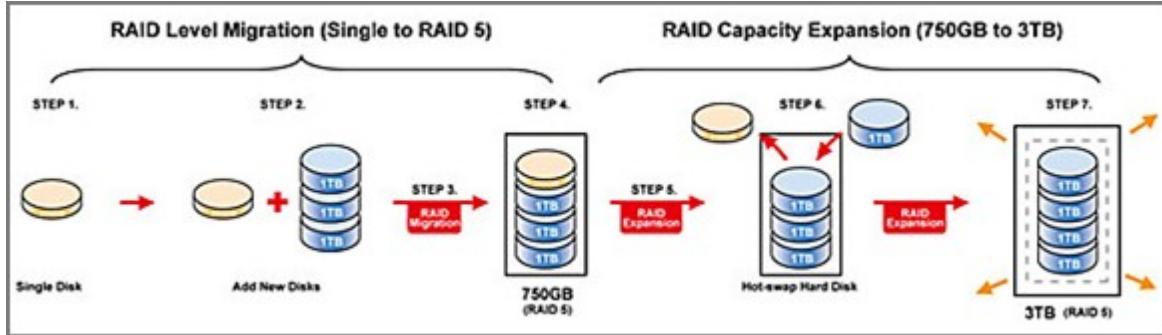 RAID Level Migration (Single to RAID 5)
RAID Capacity Expansion (750GB to 3TB)
STEP 1.
STEP 2.
STEP 4.
STEP 6.
STEP 7.
1TB
1TB
1TB
1TB
STEP 3.
RAID
Migration
1TB
1TB
1TB
STEP 5.
RAID
Expansion
1TB
1TB
1TB
RAID
Expansion
1TB
1TB
1TB
1TB
Single Disk
Add New Disks
750GB
(RAID 5)
Hot-swap Hard Disk
3TB (RAID 5)